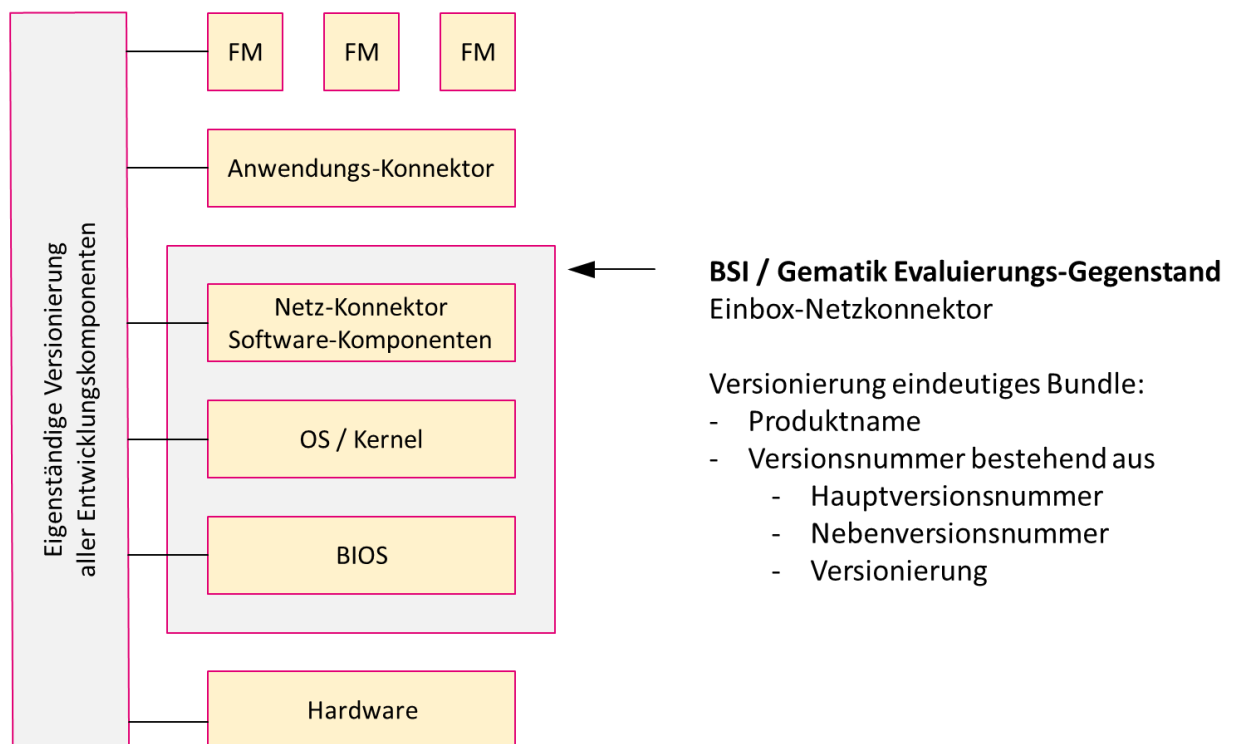 Eigenständige Versionierung
aller Entwicklungskomponenten
FM
FM
FM
Anwendungs-Konnektor
Netz-Konnektor
Software-Komponenten
OS / Kernel
BIOS
Hardware
BSI / Gematik Evaluierungs-Gegenstand
Einbox-Netzkonnektor
Versionierung eindeutiges Bundle:
- Produktname
- Versionsnummer bestehend aus
- Hauptversionsnummer
- Nebenversionsnummer
- Versionierung